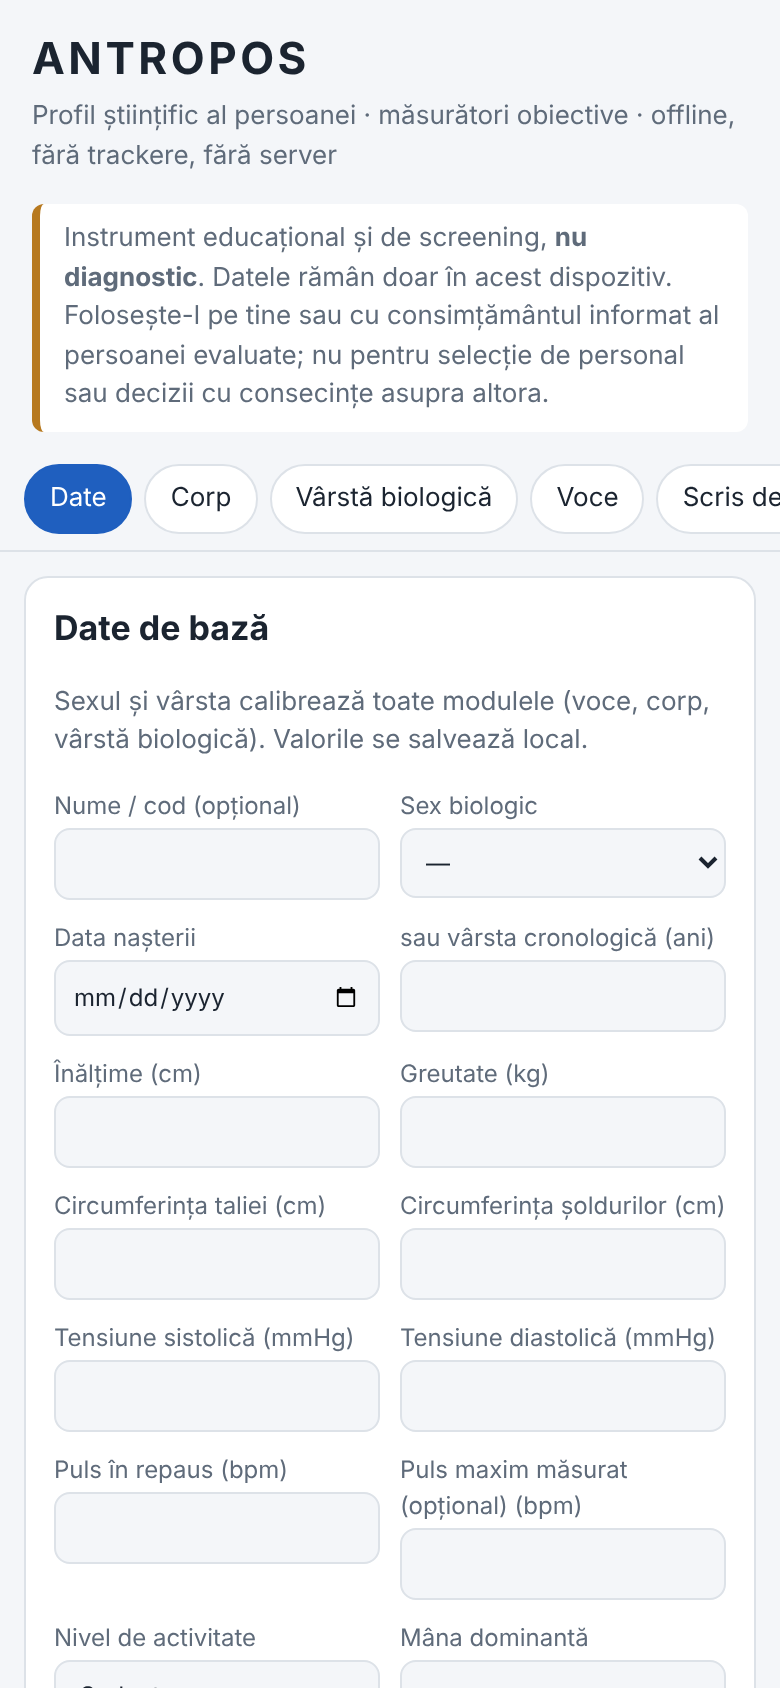 ANTROPOS
Profil științific al persoanei · măsurători obiective · offline,
fără trackere, fără server
Instrument educațional și de screening, nu
diagnostic. Datele rămân doar în acest dispozitiv.
Folosește-l pe tine sau cu consimțământul informat al
persoanei evaluate; nu pentru selecție de personal
sau decizii cu consecințe asupra altora.
Date Corp Vârstă biologică Voce Scris de
Date de bază
Sexul și vârsta calibrează toate modulele (voce, corp,
vârstă biologică). Valorile se salvează local.
Nume / cod (opțional) Sex biologic
—
Data nașterii sau vârsta cronologică (ani)
mm/dd/yyyy
Înălțime (cm) Greutate (kg)
Circumferința taliei (cm) Circumferința șoldurilor (cm)
Tensiune sistolică (mmHg) Tensiune diastolică (mmHg)
Puls în repaus (bpm) Puls maxim măsurat
(opțional) (bpm)
Nivel de activitate Mâna dominantă